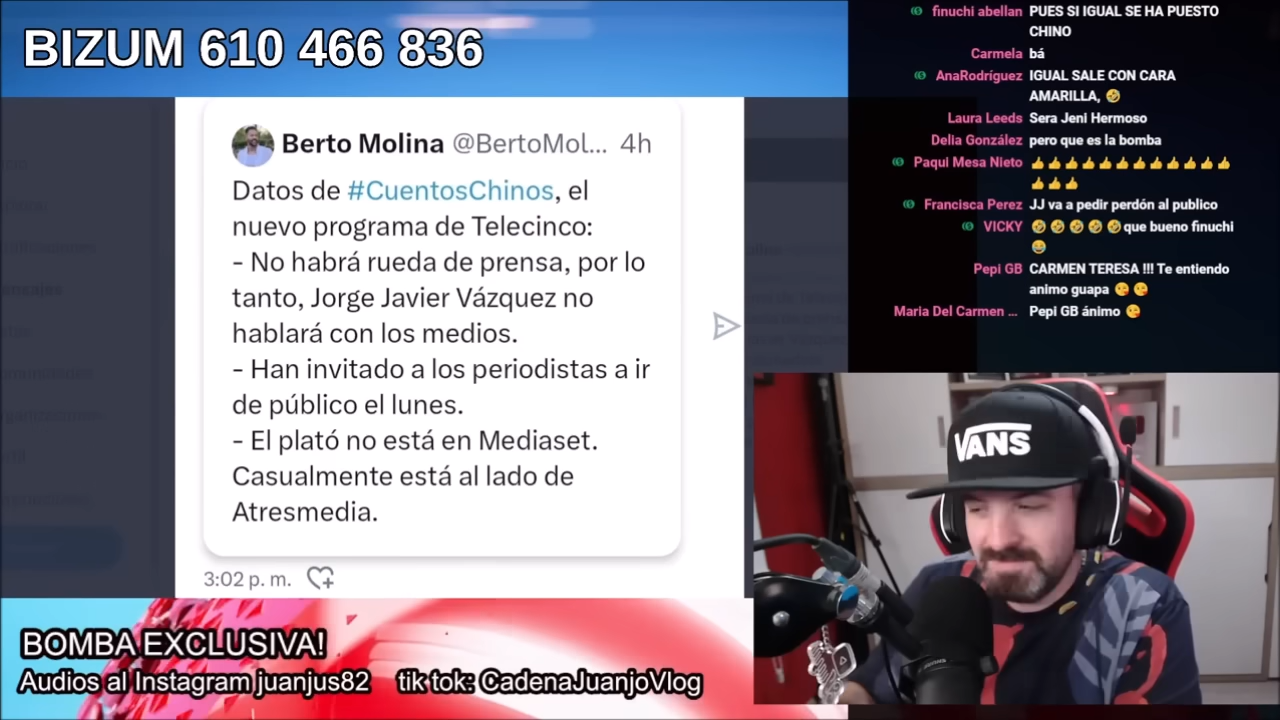 BIZUM 610 466 836
Berto Molina @BertoMol... 4h
Datos de #CuentosChinos, el
nuevo programa de Telecinco:
- No habrá rueda de prensa, por lo
tanto, Jorge Javier Vázquez no
hablará con los medios.
- Han invitado a los periodistas a ir
de público el lunes.
- El plató no está en Mediaset.
Casualmente está al lado de
Atresmedia.
3:02 p. m.
BOMBA EXCLUSIVA!
Audios al Instagram juanjus82 tik tok: CadenaJuanjoVlog
finuchi abellan PUES SI IGUAL SE HA PUESTO
CHINO
Carmela bá
AnaRodríguez IGUAL SALE CON CARA
AMARILLA, 🤣
Laura Leeds Sera Jeni Hermoso
Delia González pero que es la bomba
Paqui Mesa Nieto 👍👍👍👍👍👍👍👍👍👍👍👍
👍👍👍
Francisca Perez JJ va a pedir perdón al publico
VICKY 🤣🤣🤣🤣🤣que bueno finuchi
😂
Pepi GB CARMEN TERESA !!! Te entiendo
animo guapa 😘😘
Maria Del Carmen ... Pepi GB ánimo 😘
VANS